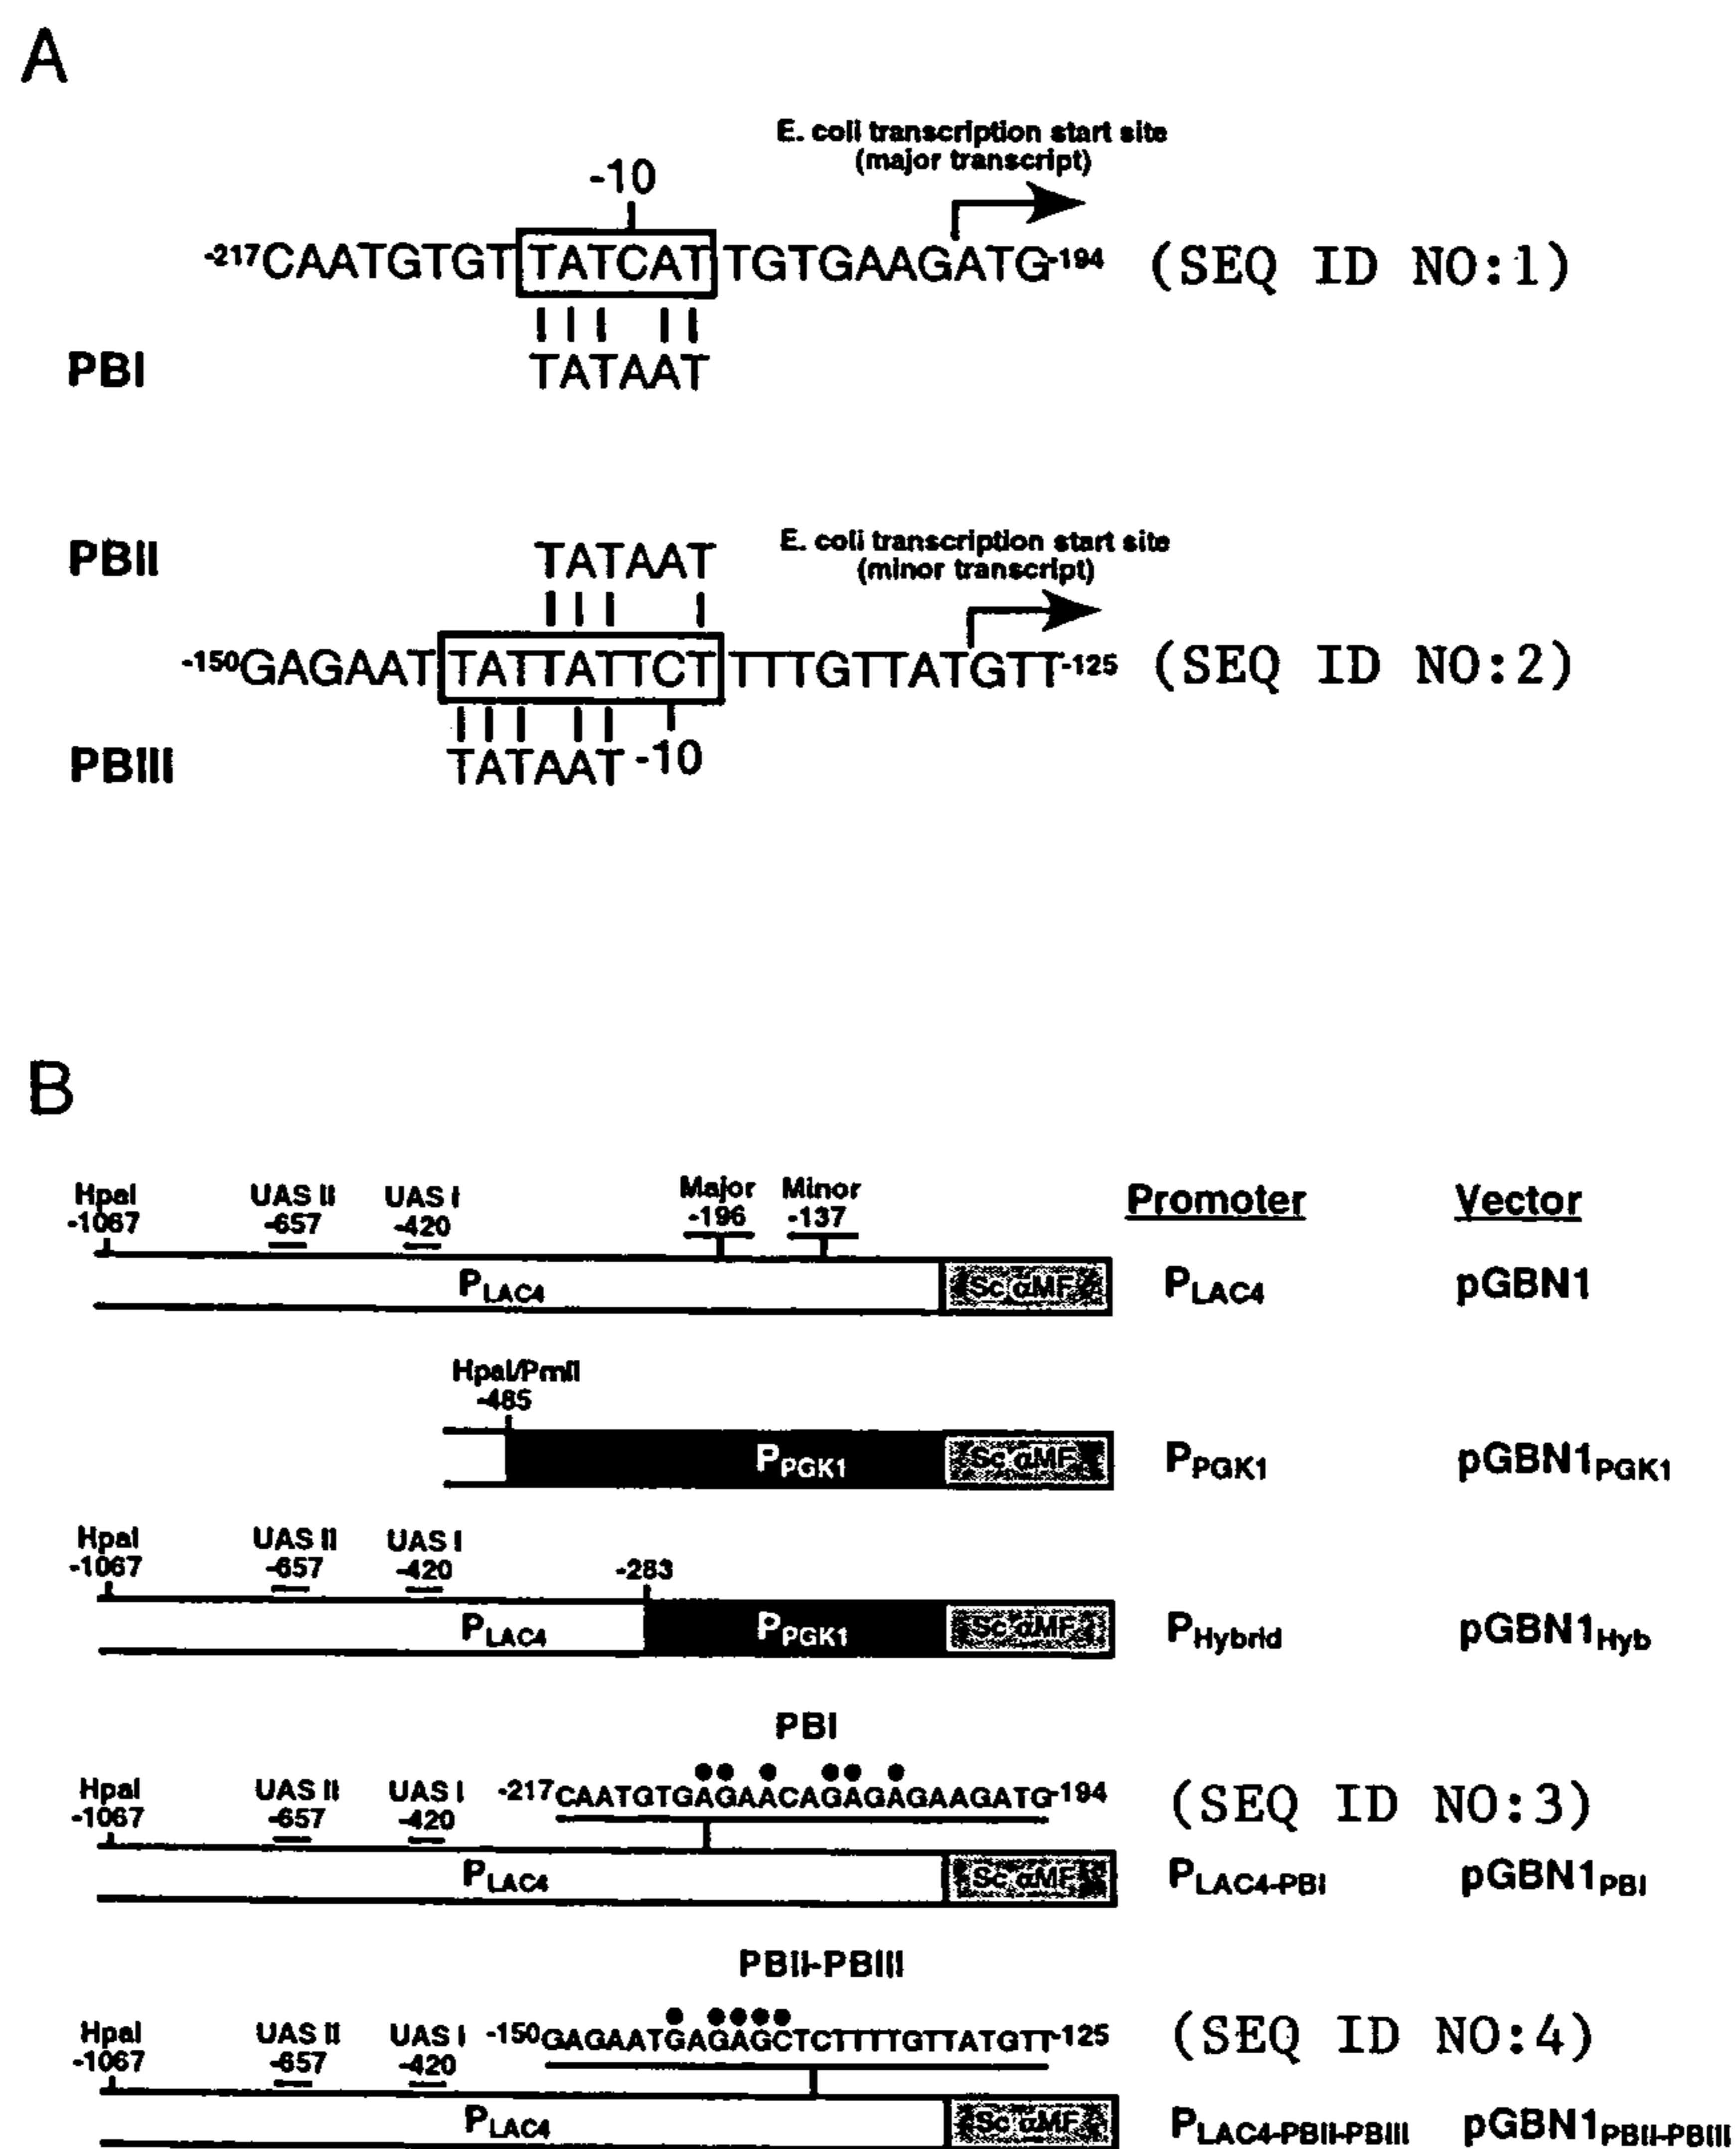 A
E. coli transcription start site
(major transcript)
-10
-217CAATGTGTTATCATTGTGAAGATG-194 (SEQ ID NO:1)
PBI TATAAT
PBII TATAAT
E. coli transcription start site
(minor transcript)
-150GAGAATTATTATTCTTTTGTTATGTT-125 (SEQ ID NO:2)
PBIII TATAAT -10
B
HpaI UAS II UAS I Major Minor
-1067 -657 -420 -196 -137
Promoter Vector
PLAC4 Sc αMF PLAC4 pGBN1
HpaI/PmlI
-485
PPGK1 Sc αMF PPGK1 pGBN1PGK1
HpaI UAS II UAS I
-1067 -657 -420 -283
PLAC4 PPGK1 Sc αMF PHybrid pGBN1Hyb
PBI
HpaI UAS II UAS I -217CAATGTGAGAACAGAGAGAAGATG-194 (SEQ ID NO:3)
-1067 -657 -420
PLAC4 Sc αMF PLAC4-PBI pGBN1PBI
PBII-PBIII
HpaI UAS II UAS I -150GAGAATGAGAGCTCTTTTGTTATGTT-125 (SEQ ID NO:4)
-1067 -657 -420
PLAC4 Sc αMF PLAC4-PBII-PBIII pGBN1PBII-PBIII